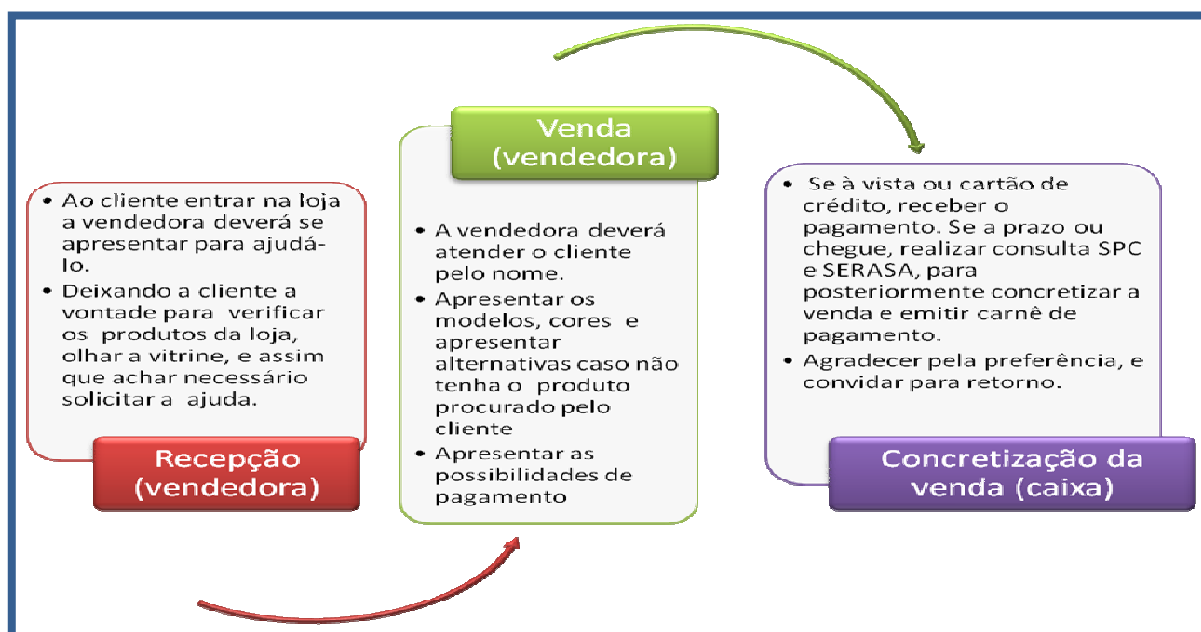 • Ao cliente entrar na loja
a vendedora deverá se
apresentar para ajudá-
lo.
• Deixando a cliente a
vontade para verificar
os produtos da loja,
olhar a vitrine, e assim
que achar necessário
solicitar a ajuda.
Recepção
(vendedora)
Venda
(vendedora)
• A vendedora deverá
atender o cliente
pelo nome.
• Apresentar os
modelos, cores e
apresentar
alternativas caso não
tenha o produto
procurado pelo
cliente
• Apresentar as
possibilidades de
pagamento
• Se à vista ou cartão de
crédito, receber o
pagamento. Se a prazo ou
chegue, realizar consulta SPC
e SERASA, para
posteriormente concretizar a
venda e emitir carnê de
pagamento.
• Agradecer pela preferência, e
convidar para retorno.
Concretização da
venda (caixa)